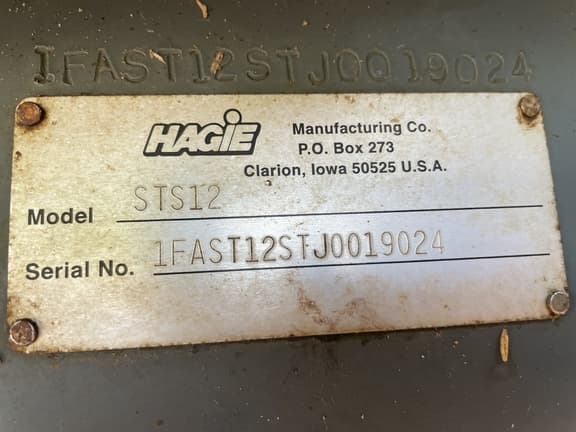 1FAST12STJ0019024
HAGIE
Manufacturing Co.
P.O. Box 273
Clarion, Iowa 50525 U.S.A.
Model STS12
Serial No. 1FAST12STJ0019024